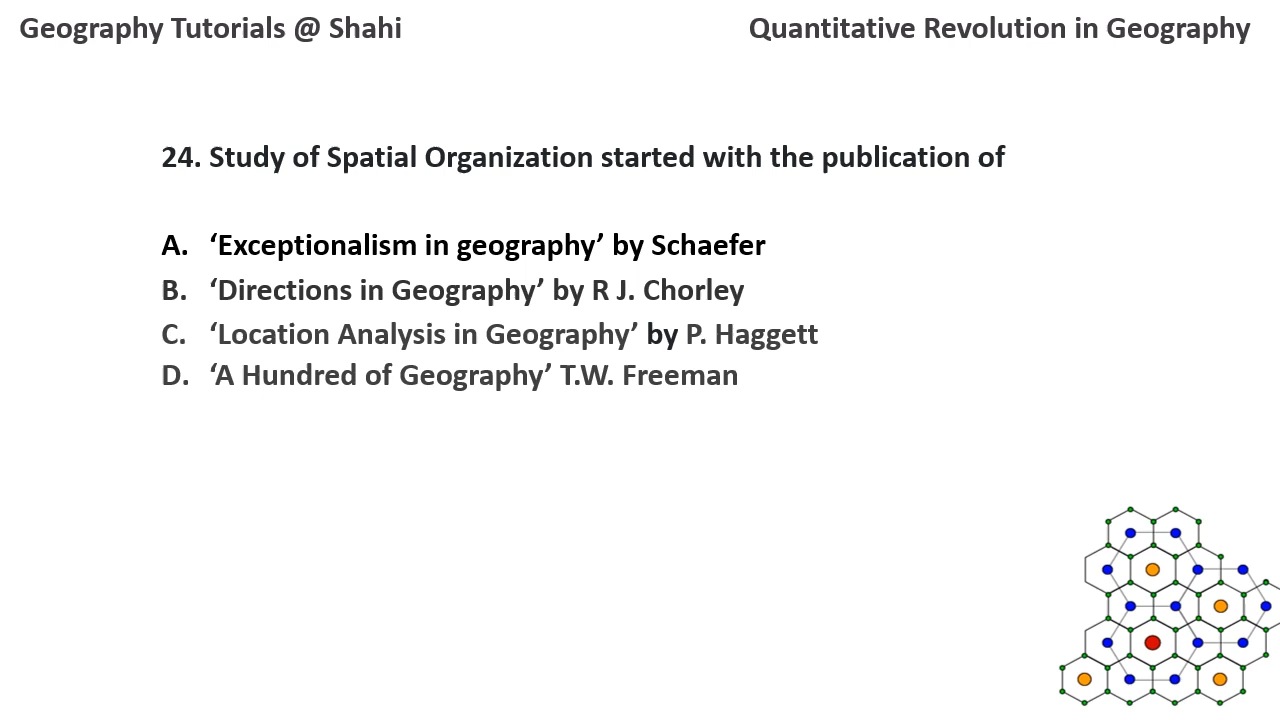 Geography Tutorials @ Shahi
Quantitative Revolution in Geography
24. Study of Spatial Organization started with the publication of
A. ‘Exceptionalism in geography’ by Schaefer
B. ‘Directions in Geography’ by R J. Chorley
C. ‘Location Analysis in Geography’ by P. Haggett
D. ‘A Hundred of Geography’ T.W. Freeman